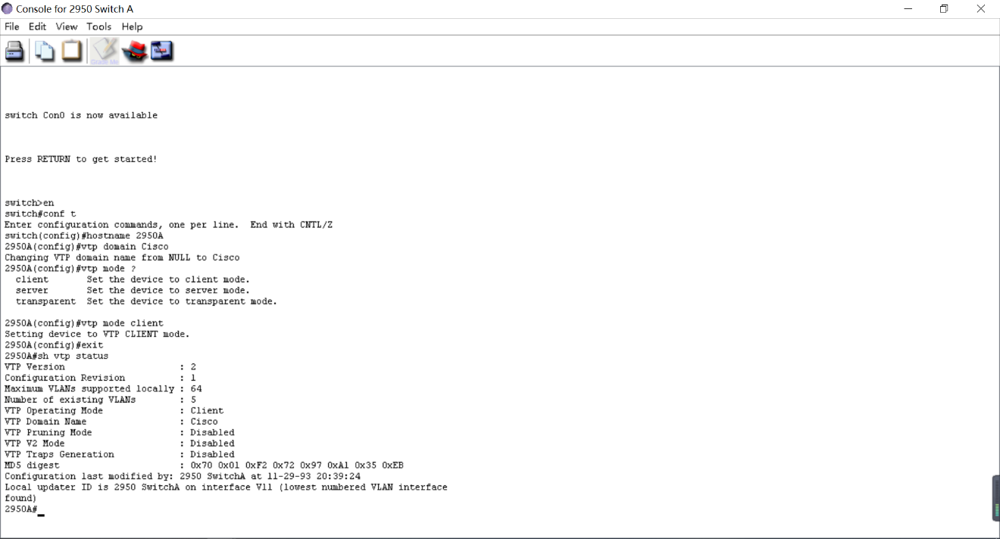 Console for 2950 Switch A
File Edit View Tools Help
Grade Me
switch Con0 is now available
Press RETURN to get started!
switch>en
switch#conf t
Enter configuration commands, one per line.  End with CNTL/Z
switch(config)#hostname 2950A
2950A(config)#vtp domain Cisco
Changing VTP domain name from NULL to Cisco
2950A(config)#vtp mode ?
  client       Set the device to client mode.
  server       Set the device to server mode.
  transparent  Set the device to transparent mode.
2950A(config)#vtp mode client
Setting device to VTP CLIENT mode.
2950A(config)#exit
2950A#sh vtp status
VTP Version                     : 2
Configuration Revision          : 1
Maximum VLANs supported locally : 64
Number of existing VLANs        : 5
VTP Operating Mode              : Client
VTP Domain Name                 : Cisco
VTP Pruning Mode                : Disabled
VTP V2 Mode                     : Disabled
VTP Traps Generation            : Disabled
MD5 digest                      : 0x70 0x01 0xF2 0x72 0x97 0xA1 0x35 0xEB
Configuration last modified by: 2950 SwitchA at 11-29-93 20:39:24
Local updater ID is 2950 SwitchA on interface Vl1 (lowest numbered VLAN interface
found)
2950A#